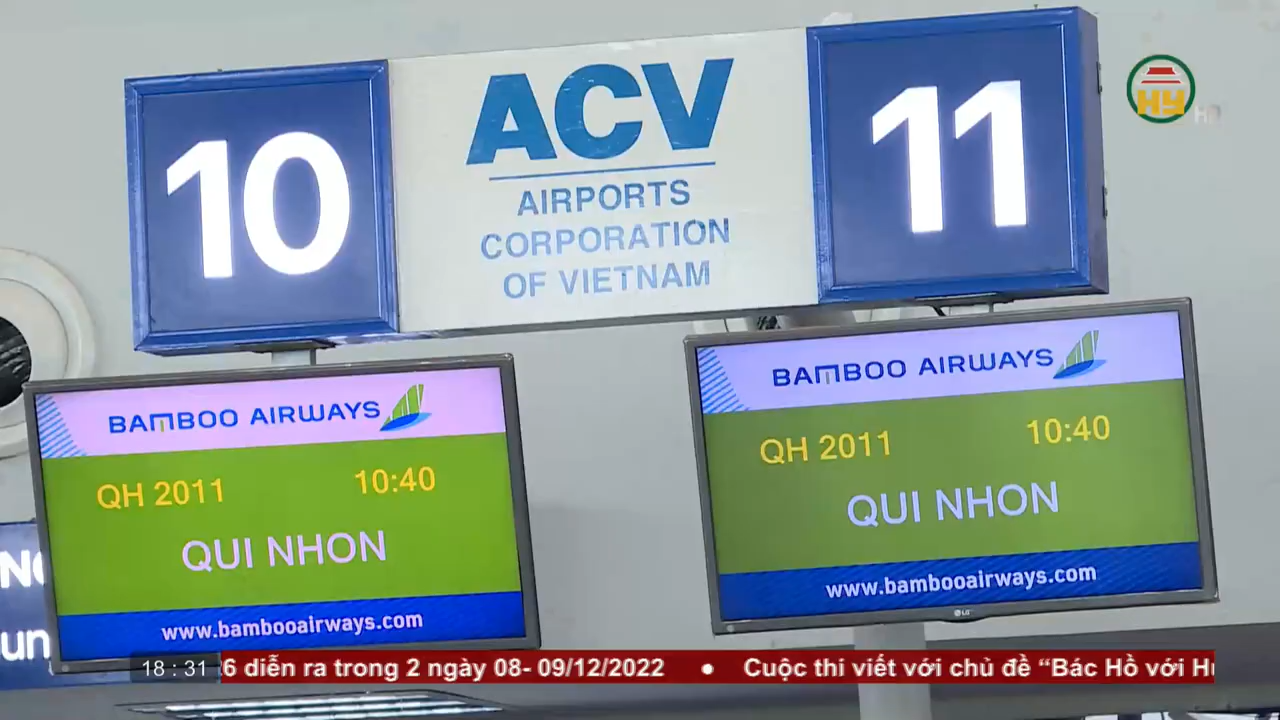 10
ACV
AIRPORTS
CORPORATION
OF VIETNAM
11
HY
BAMBOO AIRWAYS
QH 2011 10:40
QUI NHON
www.bambooairways.com
BAMBOO AIRWAYS
QH 2011 10:40
QUI NHON
www.bambooairways.com
LG
18 : 31
6 diễn ra trong 2 ngày 08- 09/12/2022 • Cuộc thi viết với chủ đề “Bác Hồ với